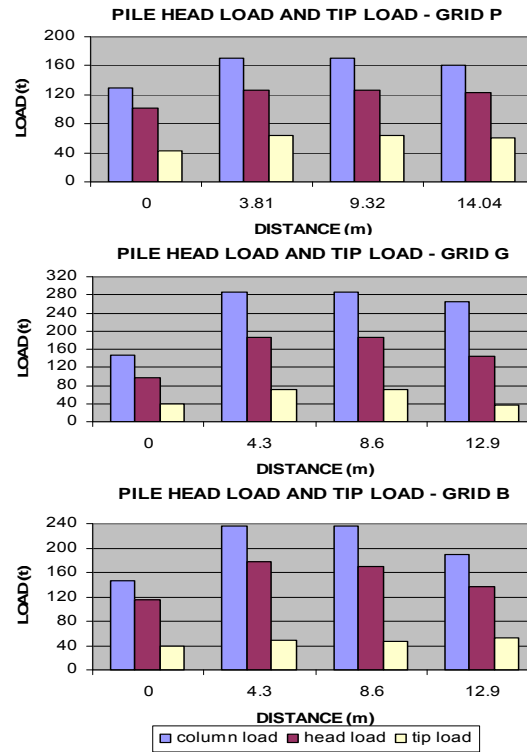 PILE HEAD LOAD AND TIP LOAD - GRID P
LOAD(t)
200
160
120
80
40
0
0 3.81 9.32 14.04
DISTANCE (m)
PILE HEAD LOAD AND TIP LOAD - GRID G
LOAD(t)
320
280
240
200
160
120
80
40
0
0 4.3 8.6 12.9
DISTANCE (m)
PILE HEAD LOAD AND TIP LOAD - GRID B
LOAD(t)
240
200
160
120
80
40
0
0 4.3 8.6 12.9
DISTANCE (m)
column load head load tip load